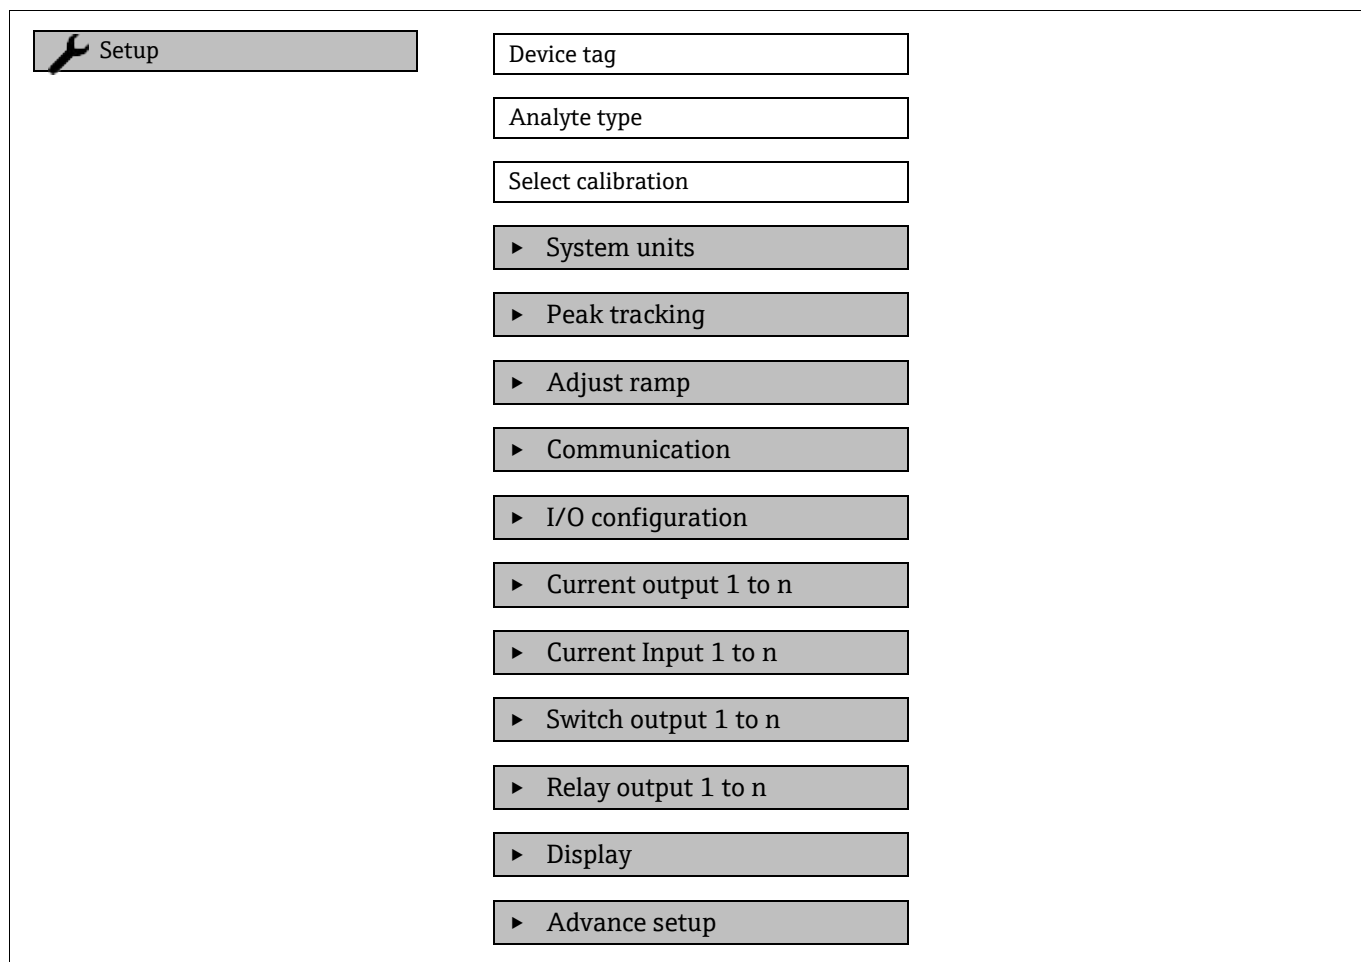 Setup
Device tag
Analyte type
Select calibration
▸ System units
▸ Peak tracking
▸ Adjust ramp
▸ Communication
▸ I/O configuration
▸ Current output 1 to n
▸ Current Input 1 to n
▸ Switch output 1 to n
▸ Relay output 1 to n
▸ Display
▸ Advance setup